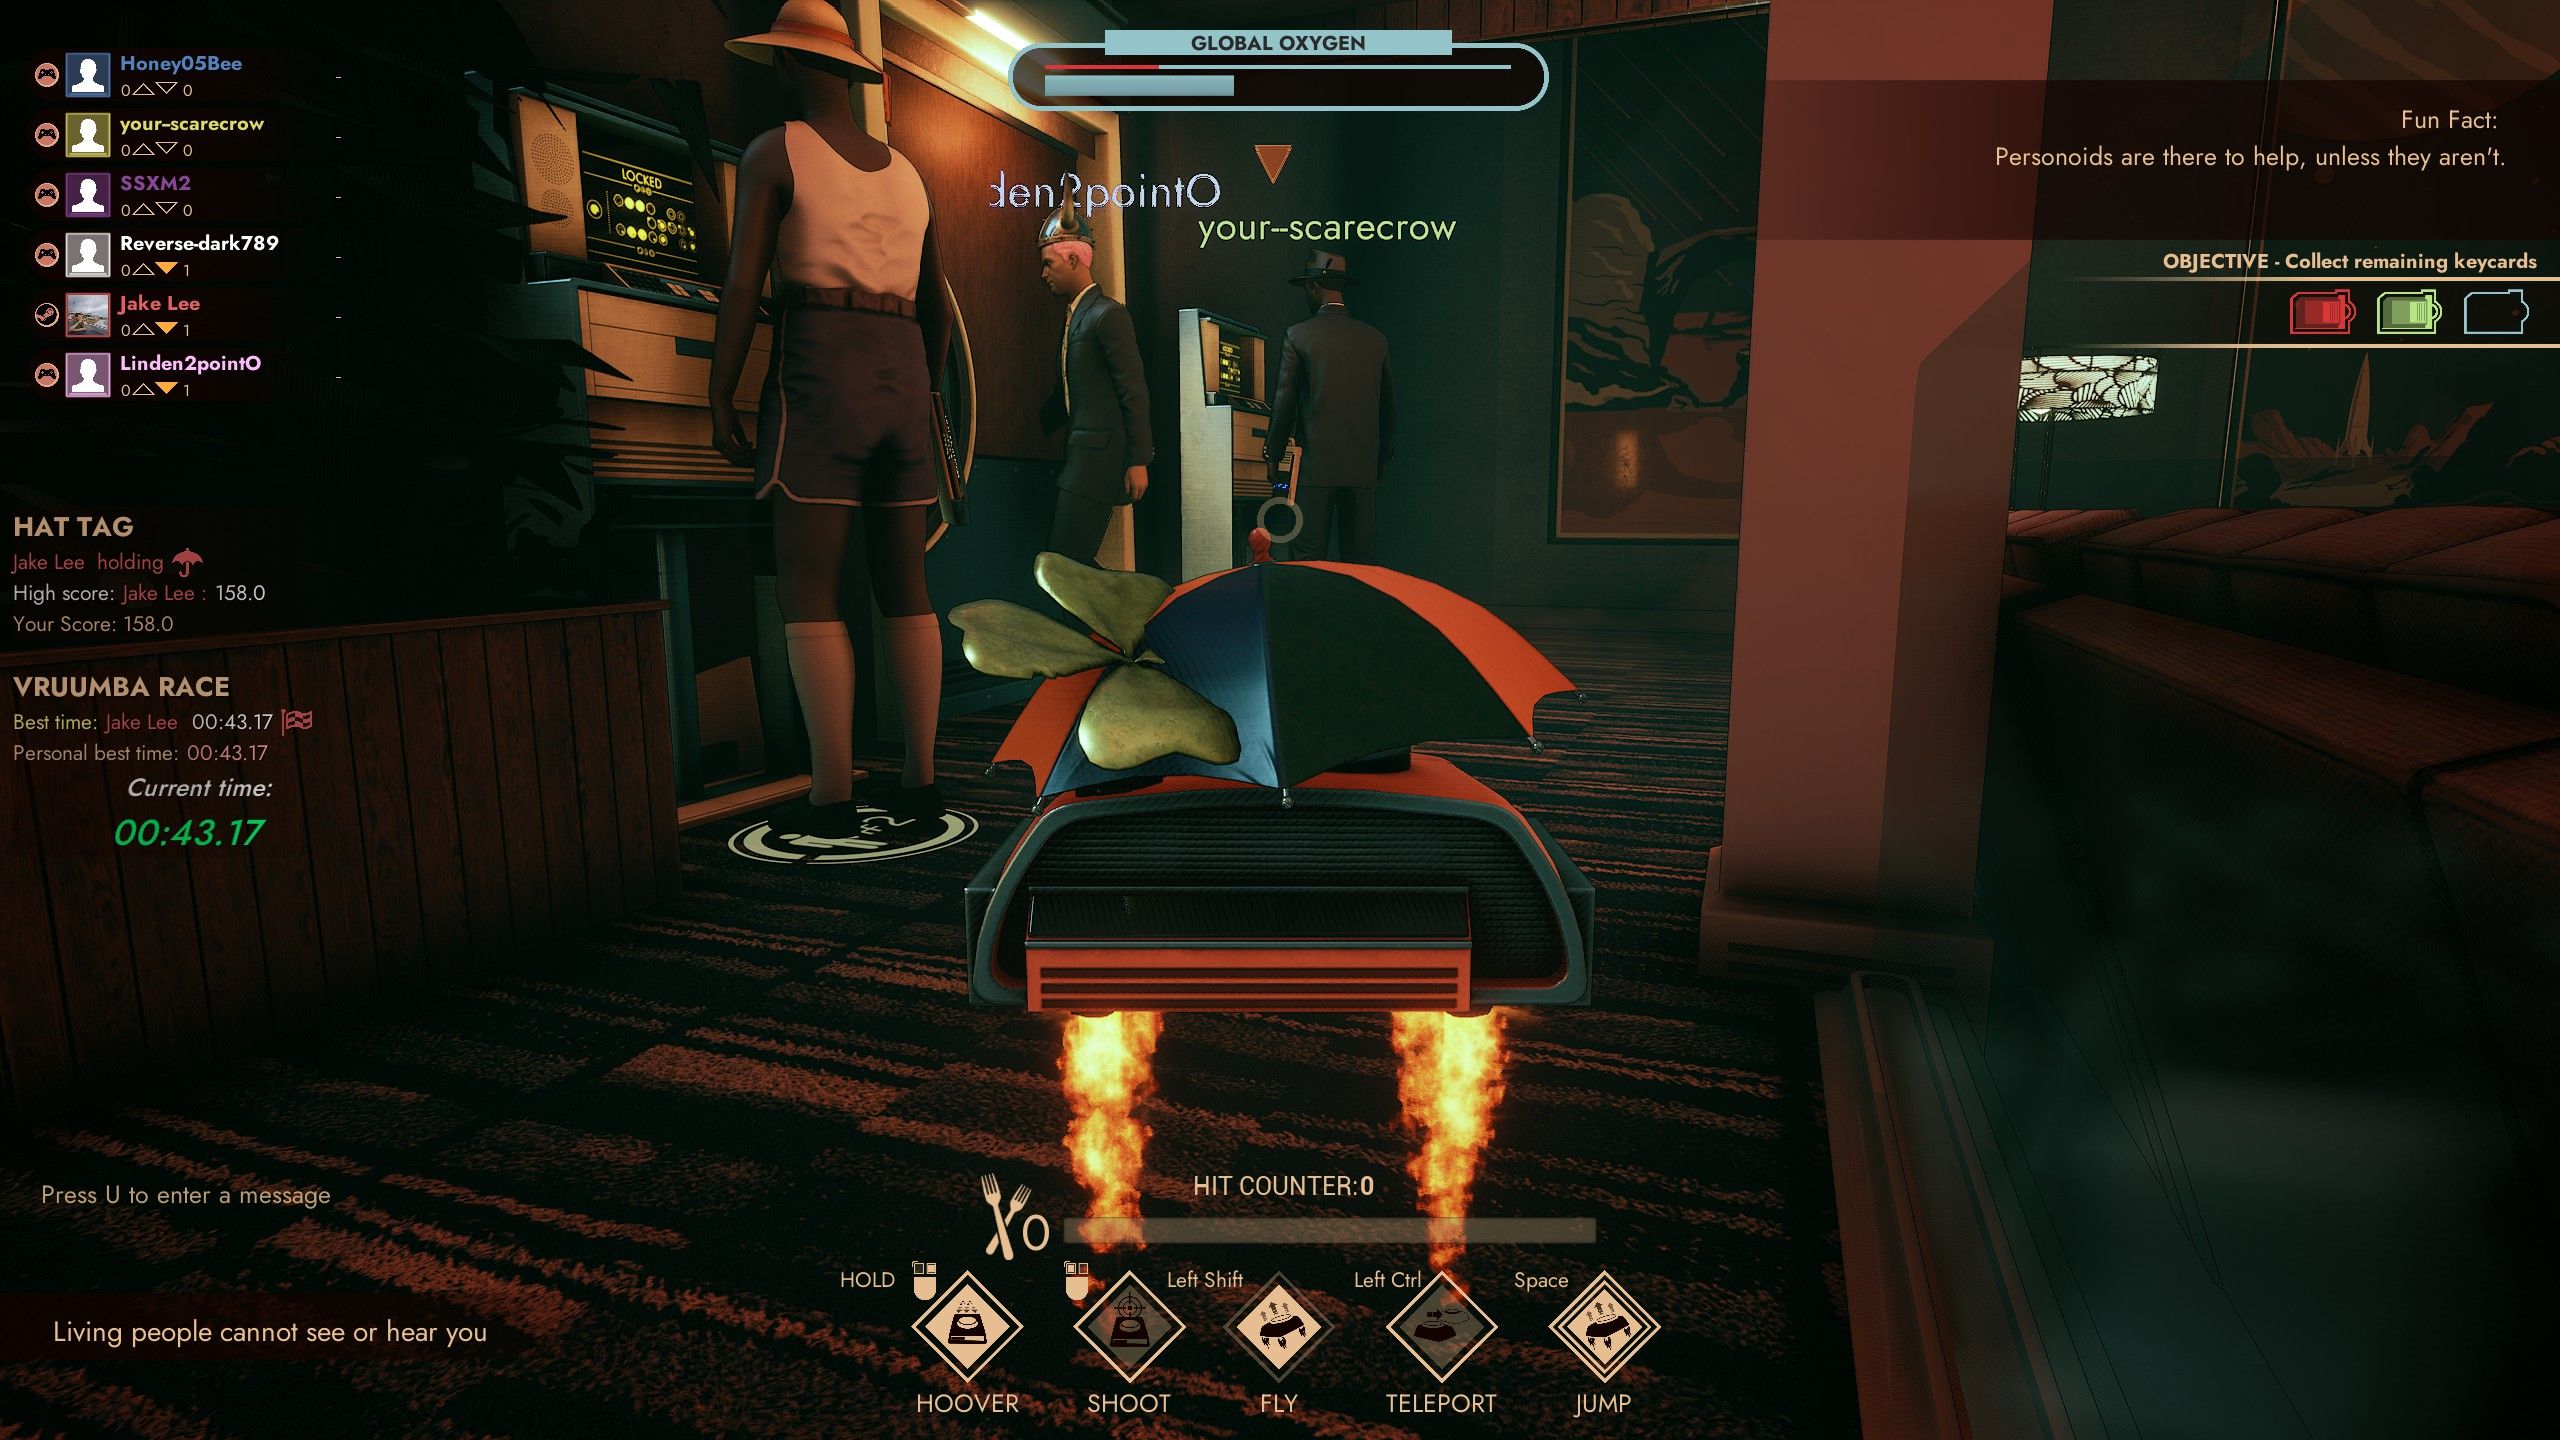 GLOBAL OXYGEN
Honey05Bee
0 0
your-scarecrow
0 0
SSXM2
0 0
Reverse-dark789
0 1
Jake Lee
0 1
Linden2pointO
0 1
Fun Fact:
Personoids are there to help, unless they aren't.
OBJECTIVE - Collect remaining keycards
LOCKED
den2pointO
your-scarecrow
HAT TAG
Jake Lee holding
High score: Jake Lee : 158.0
Your Score: 158.0
VRUUMBA RACE
Best time: Jake Lee 00:43.17
Personal best time: 00:43.17
Current time:
00:43.17
Press U to enter a message
Living people cannot see or hear you
HIT COUNTER:0
0
HOLD
Left Shift
Left Ctrl
Space
HOOVER
SHOOT
FLY
TELEPORT
JUMP